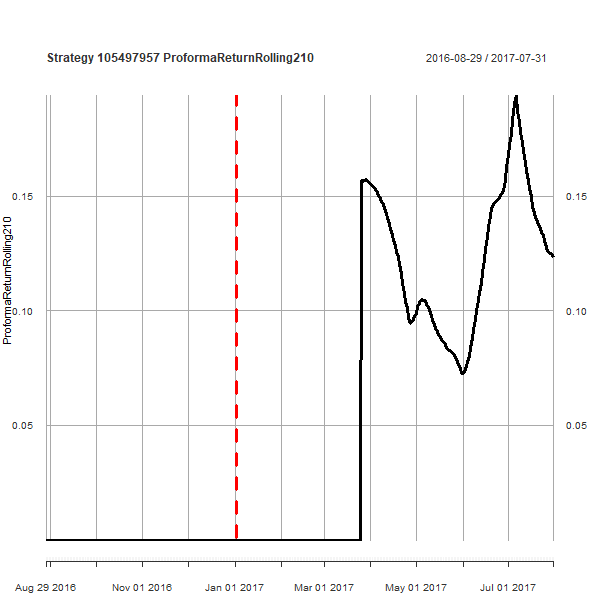 Strategy 105497957 ProformaReturnRolling210
2016-08-29 / 2017-07-31
ProformaReturnRolling210
0.15
0.15
0.10
0.10
0.05
0.05
Aug 29 2016
Nov 01 2016
Jan 01 2017
Mar 01 2017
May 01 2017
Jul 01 2017